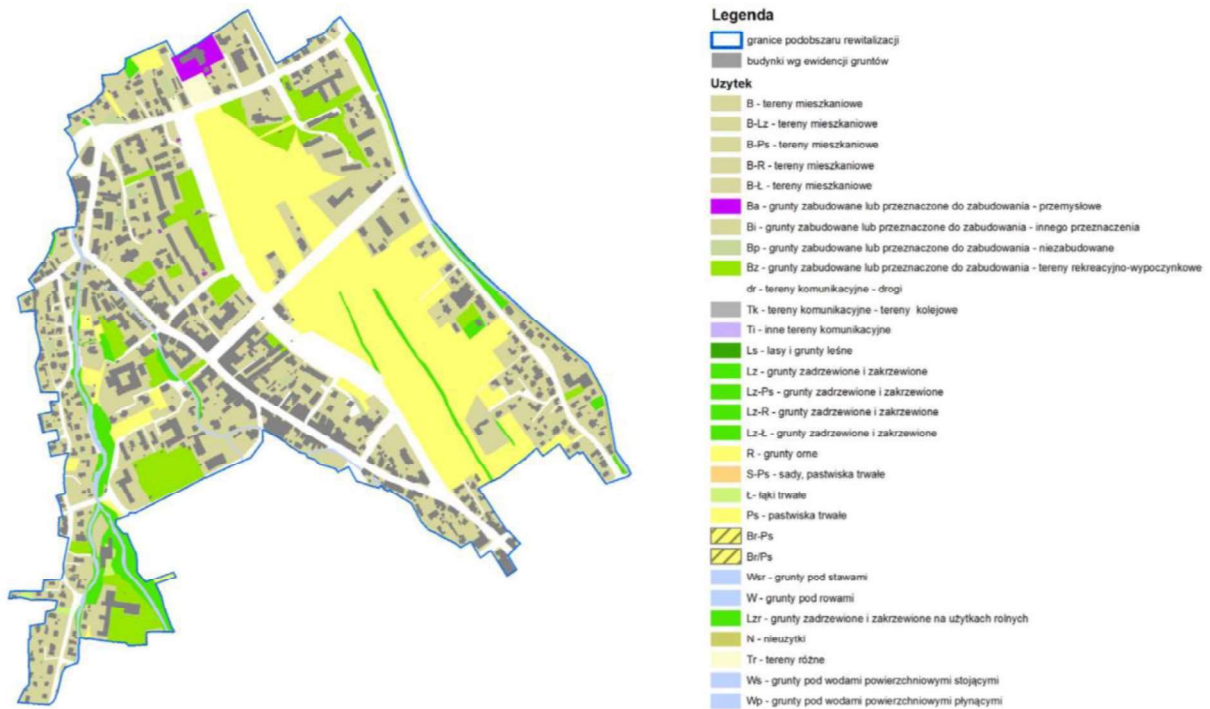 Legenda
granice podobszaru rewitalizacji
budynki wg ewidencji gruntów
Uzytek
B - tereny mieszkaniowe
B-Lz - tereny mieszkaniowe
B-Ps - tereny mieszkaniowe
B-R - tereny mieszkaniowe
B-Ł - tereny mieszkaniowe
Ba - grunty zabudowane lub przeznaczone do zabudowania - przemysłowe
Bi - grunty zabudowane lub przeznaczone do zabudowania - innego przeznaczenia
Bp - grunty zabudowane lub przeznaczone do zabudowania - niezabudowane
Bz - grunty zabudowane lub przeznaczone do zabudowania - tereny rekreacyjno-wypoczynkowe
dr - tereny komunikacyjne - drogi
Tk - tereny komunikacyjne - tereny kolejowe
Ti - inne tereny komunikacyjne
Ls - lasy i grunty leśne
Lz - grunty zadrzewione i zakrzewione
Lz-Ps - grunty zadrzewione i zakrzewione
Lz-R - grunty zadrzewione i zakrzewione
Lz-Ł - grunty zadrzewione i zakrzewione
R - grunty orne
S-Ps - sady, pastwiska trwałe
Ł- łąki trwałe
Ps - pastwiska trwałe
Br-Ps
Br/Ps
Wsr - grunty pod stawami
W - grunty pod rowami
Lzr - grunty zadrzewione i zakrzewione na użytkach rolnych
N - nieużytki
Tr - tereny różne
Ws - grunty pod wodami powierzchniowymi stojącymi
Wp - grunty pod wodami powierzchniowymi płynącymi